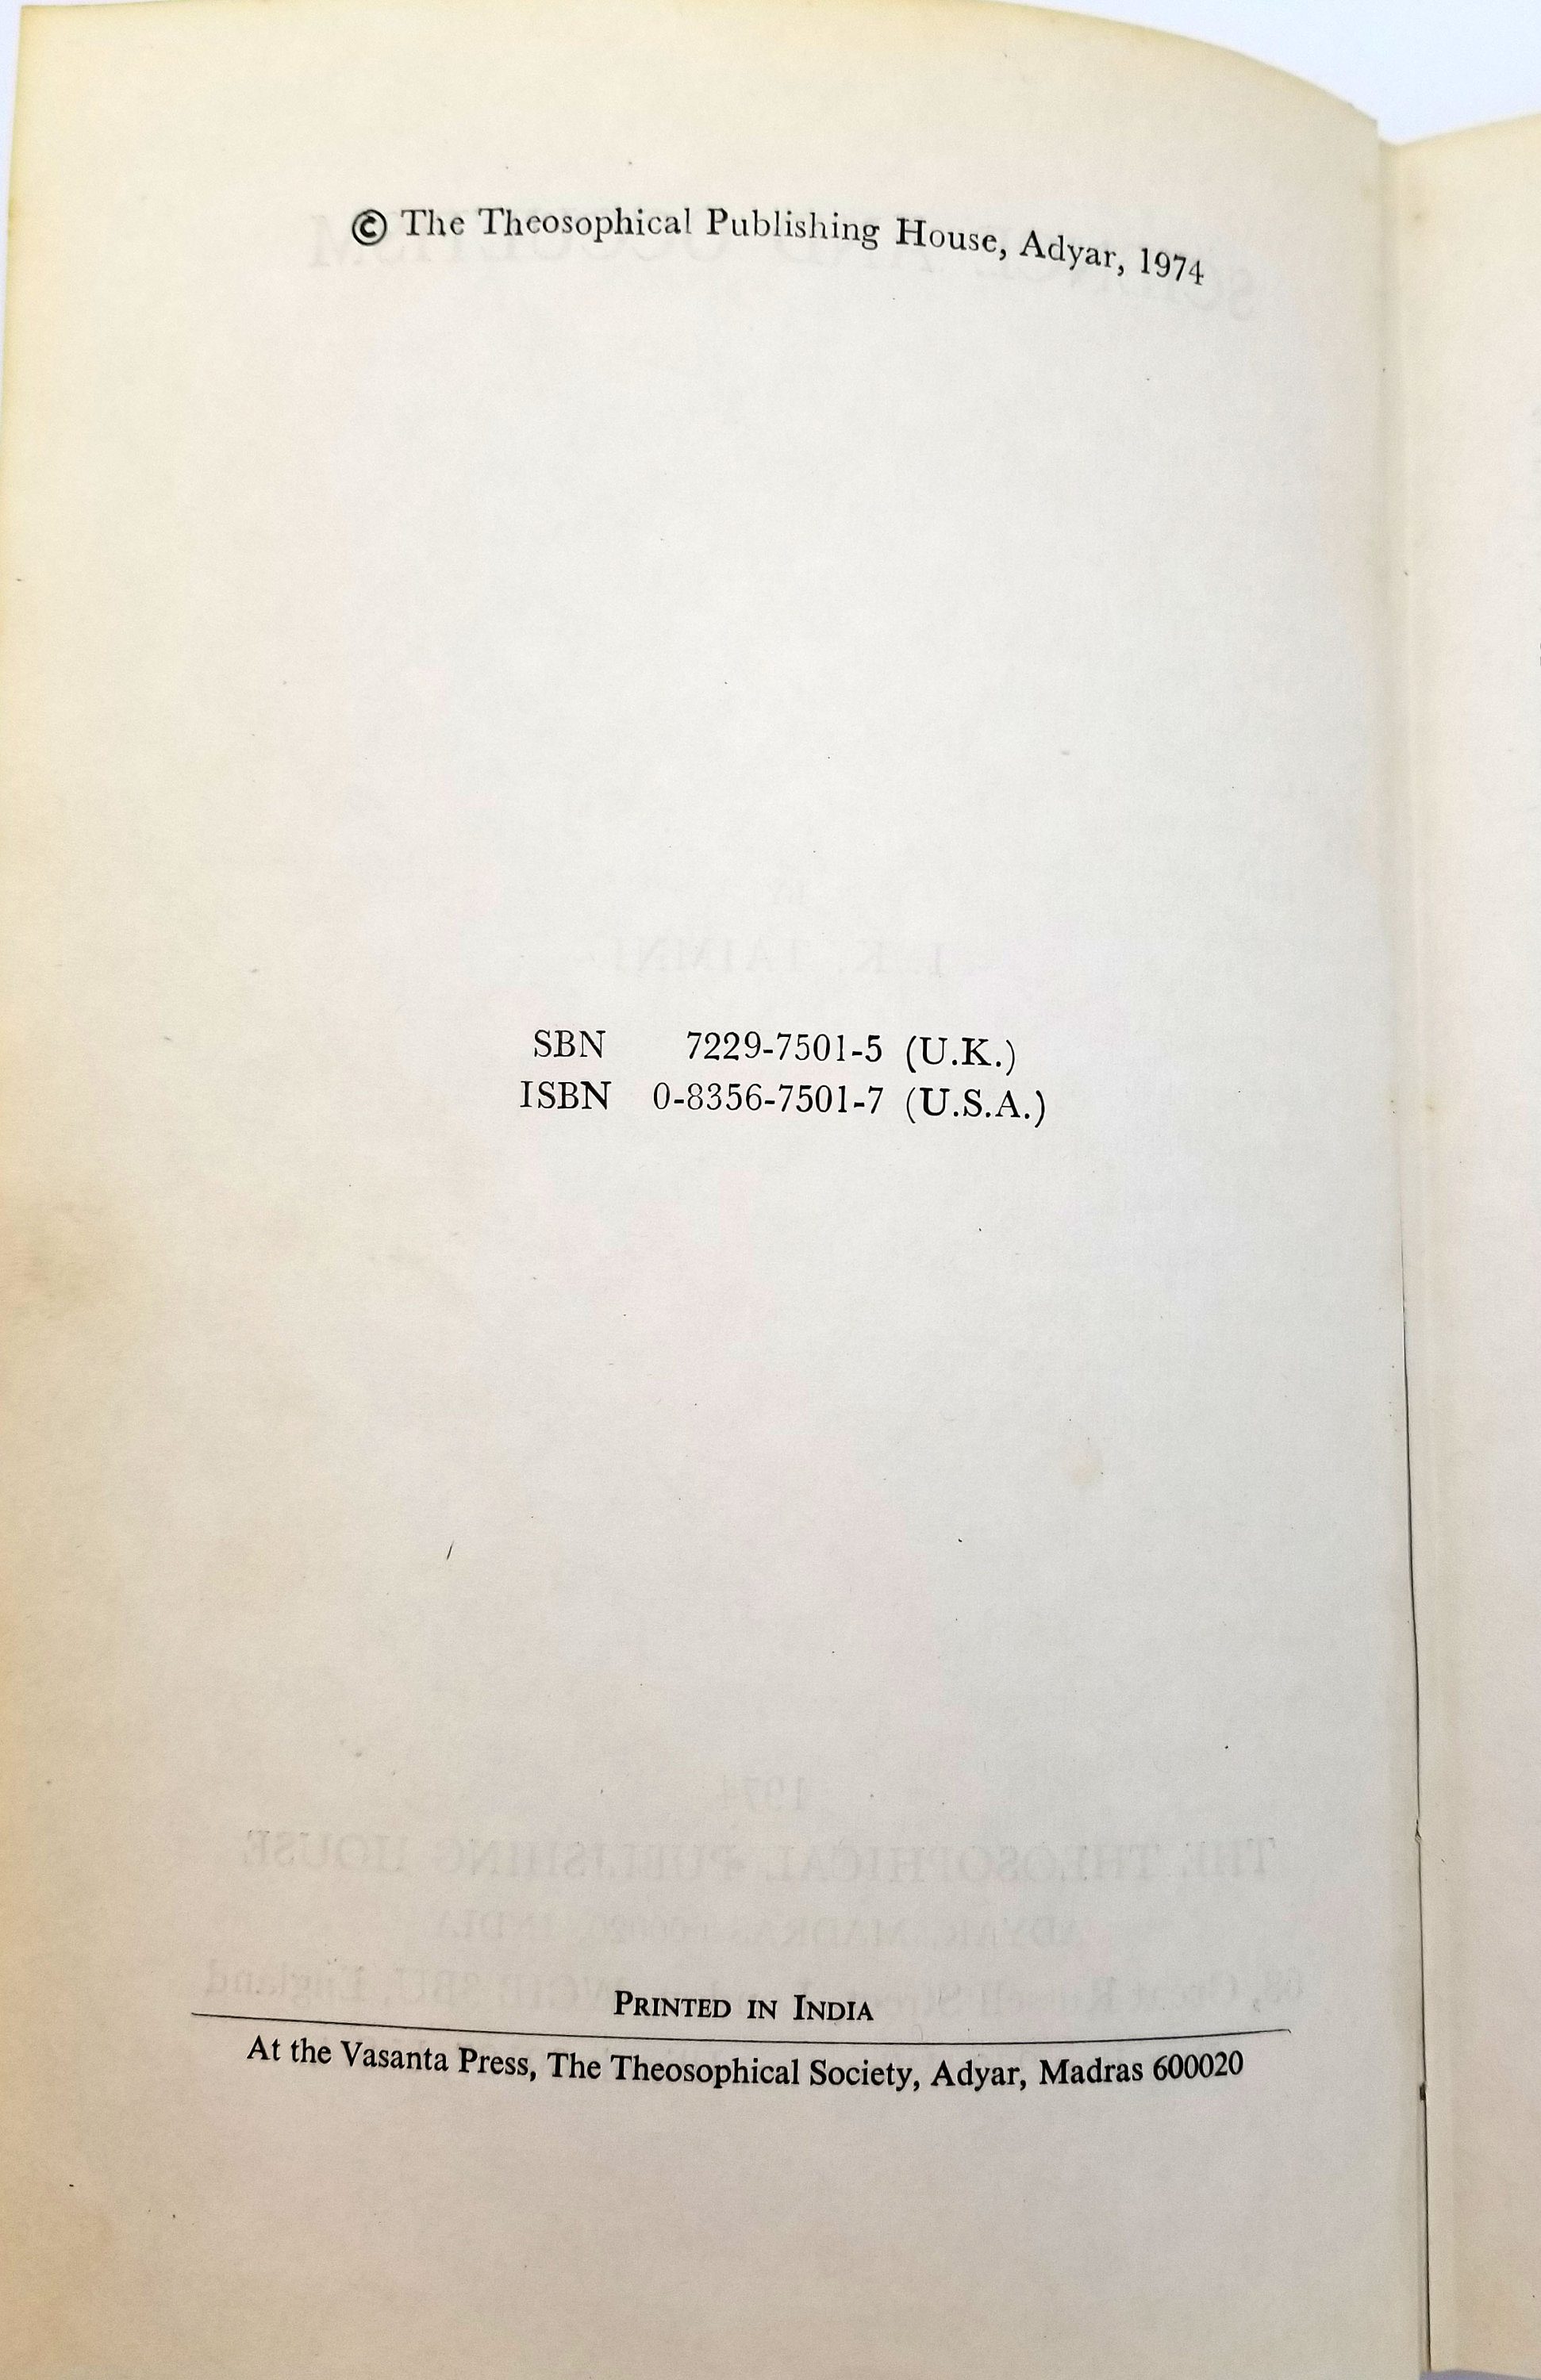 © The Theosophical Publishing House, Adyar, 1974
SBN 7229-7501-5 (U.K.)
ISBN 0-8356-7501-7 (U.S.A.)
PRINTED IN INDIA
At the Vasanta Press, The Theosophical Society, Adyar, Madras 600020